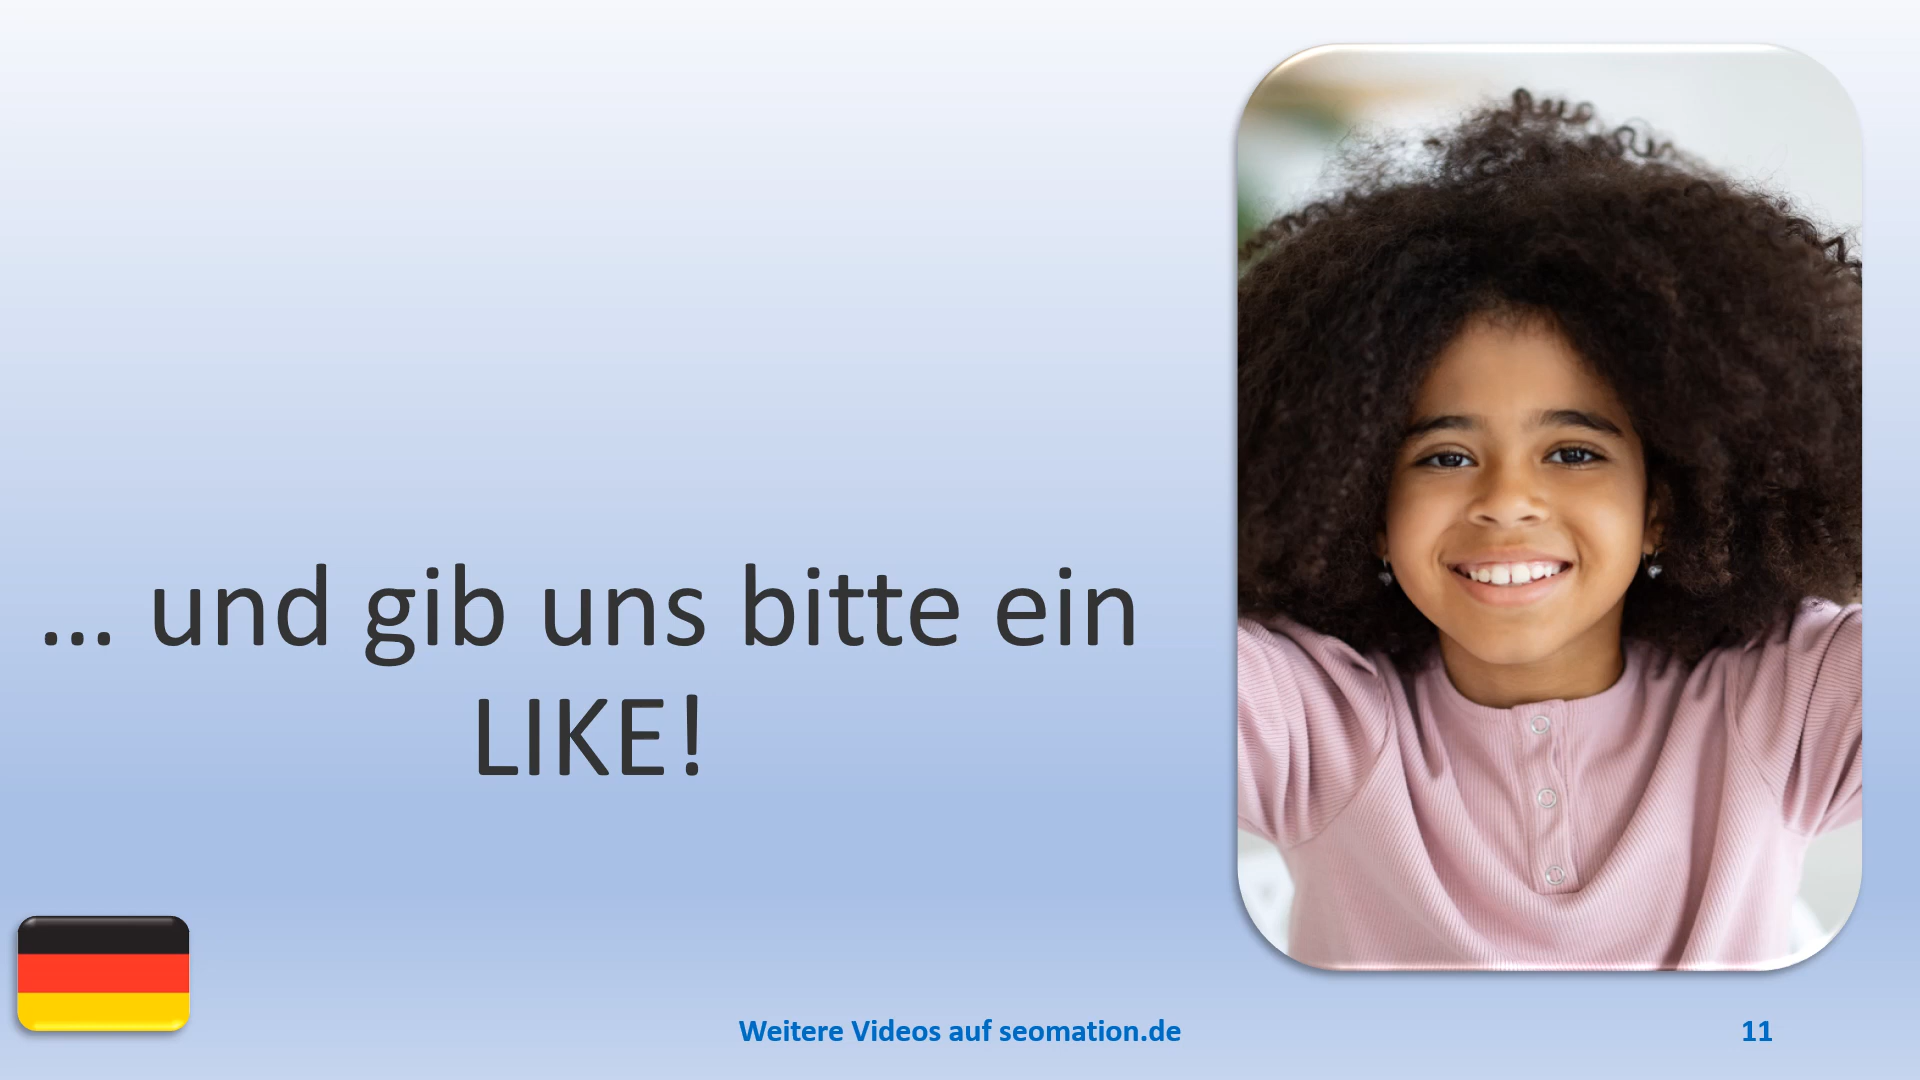 ... und gib uns bitte ein
LIKE!
Weitere Videos auf seomation.de
11